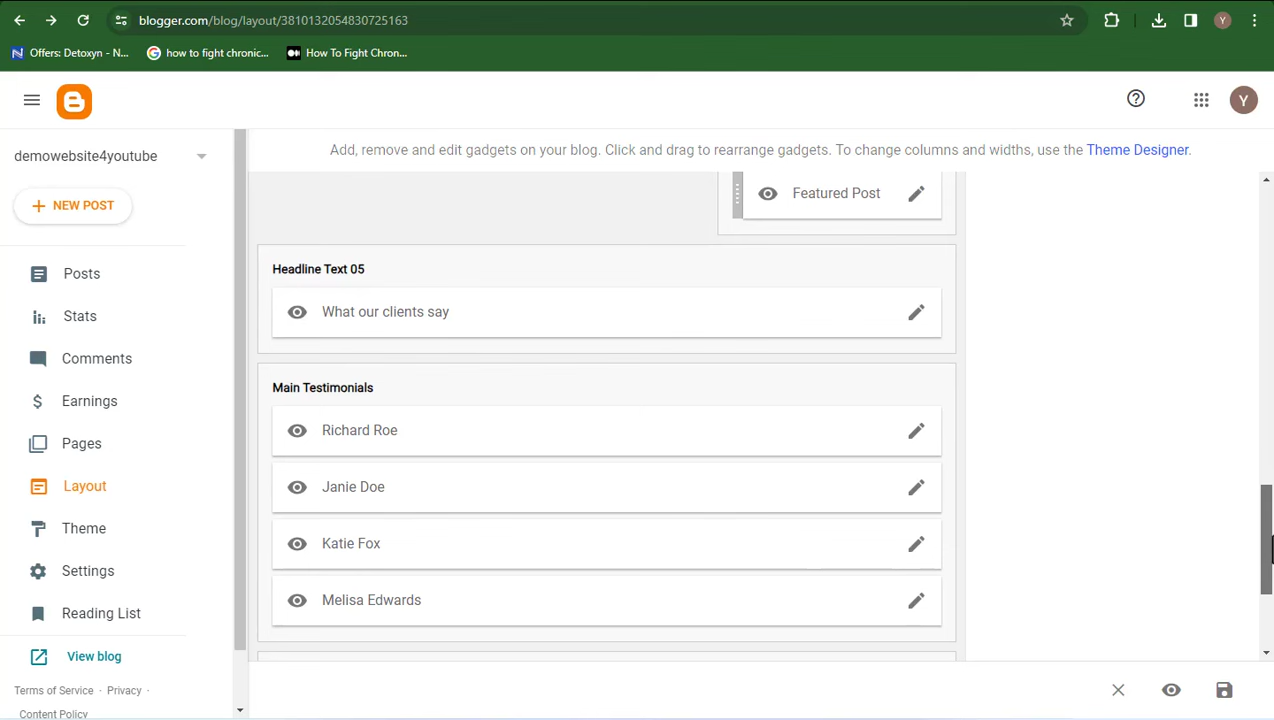 blogger.com/blog/layout/3810132054830725163
Y
Offers: Detoxyn - N...
how to fight chronic...
How To Fight Chron...
Y
demowebsite4youtube
NEW POST
Posts
Stats
Comments
Earnings
Pages
Layout
Theme
Settings
Reading List
View blog
Terms of Service · Privacy ·
Content Policy
Add, remove and edit gadgets on your blog. Click and drag to rearrange gadgets. To change columns and widths, use the Theme Designer.
Featured Post
Headline Text 05
What our clients say
Main Testimonials
Richard Roe
Janie Doe
Katie Fox
Melisa Edwards